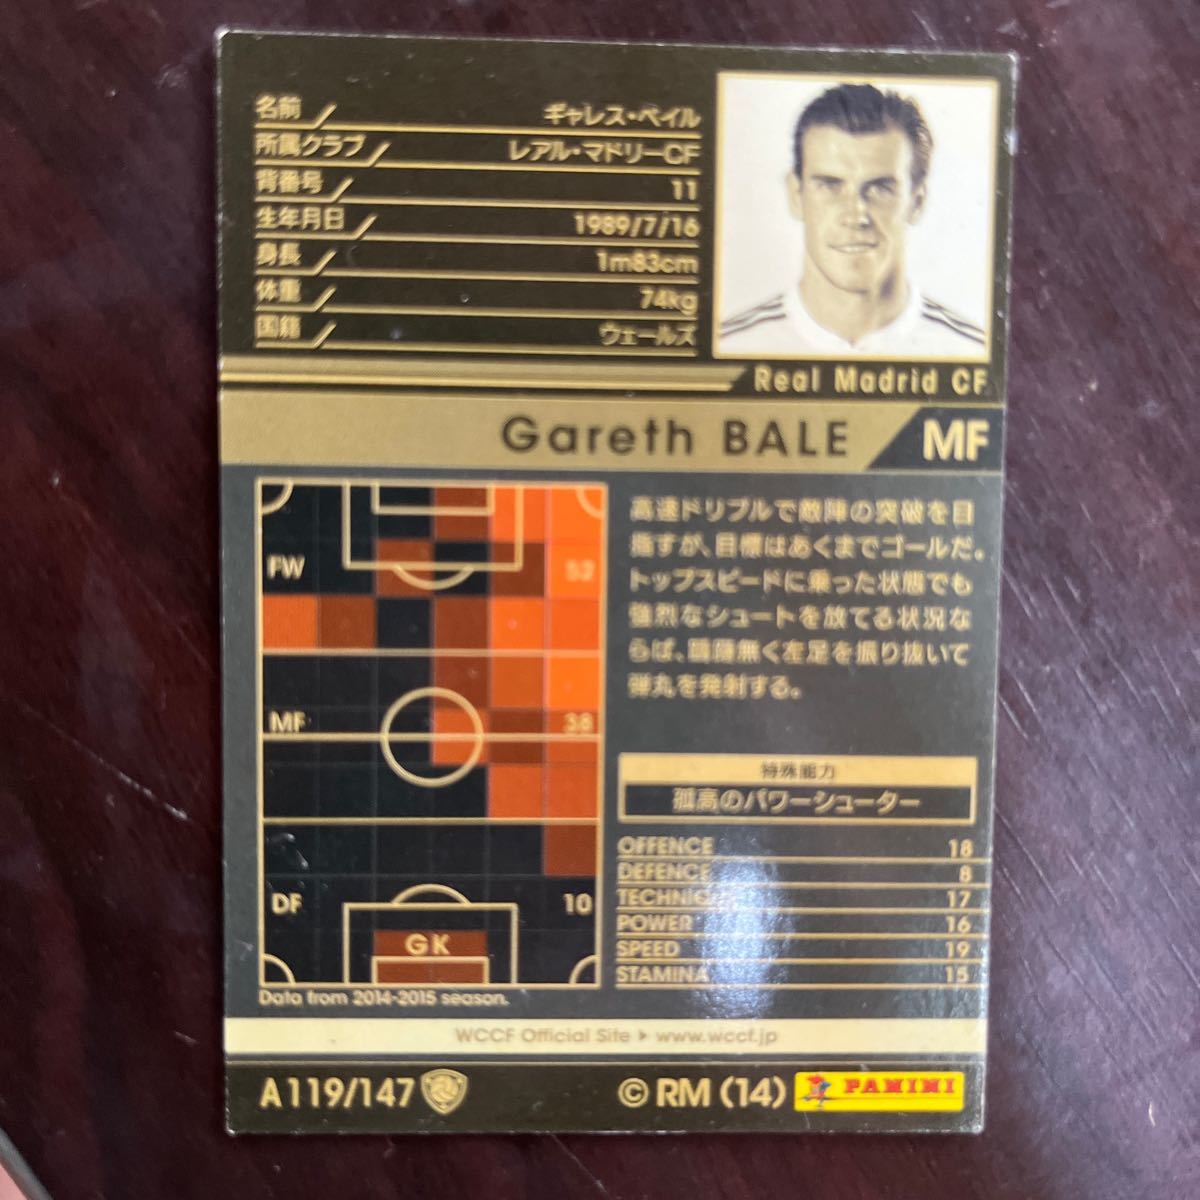 名前 ギャレス・ベイル
所属クラブ レアル・マドリーCF
背番号 11
生年月日 1989/7/16
身長 1m83cm
体重 74kg
国籍 ウェールズ
Real Madrid CF
Gareth BALE MF
FW 52
MF 38
DF 10
GK
Data from 2014-2015 season.
高速ドリブルで敵陣の突破を目
指すが、目標はあくまでゴールだ。
トップスピードに乗った状態でも
強烈なシュートを放てる状況な
らば、躊躇無く左足を振り抜いて
弾丸を発射する。
特殊能力
孤高のパワーシューター
OFFENCE 18
DEFENCE 8
TECHNIC 17
POWER 16
SPEED 19
STAMINA 15
WCCF Official Site ▶ www.wccf.jp
A119/147
© RM (14) PANINI